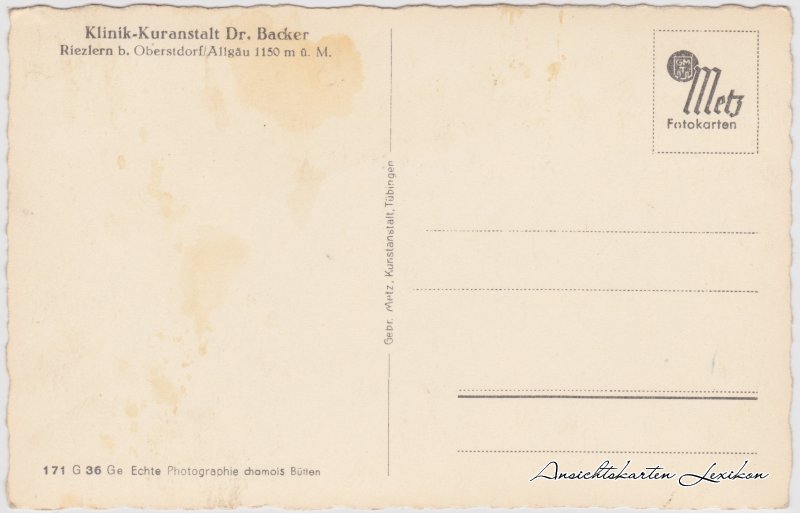 Klinik-Kuranstalt Dr. Backer
Riezlern b. Oberstdorf/Allgäu 1150 m ü. M.
GM
Metz
Fotokarten
Gebr. Metz, Kunstanstalt, Tübingen
171 G 36 Ge Echte Photographie chamois Bütten
Ansichtskarten Lexikon